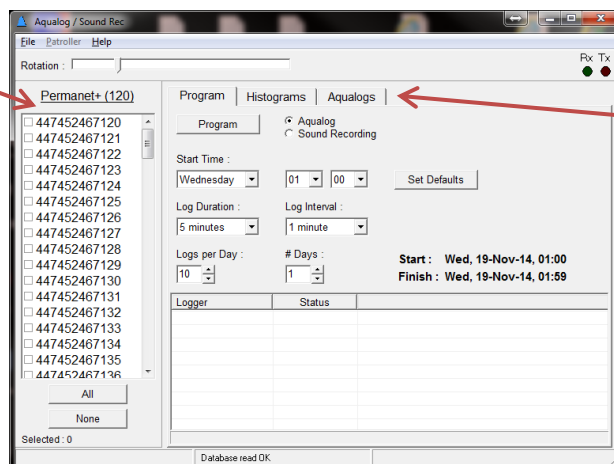 Aqualog / Sound Rec
File Patroller Help
Rotation :
Rx Tx
Permanet+ (120)
447452467120
447452467121
447452467122
447452467123
447452467124
447452467125
447452467126
447452467127
447452467128
447452467129
447452467130
447452467131
447452467132
447452467133
447452467134
447452467135
447452467136
All
None
Selected : 0
Program Histograms Aqualogs
Program
Aqualog
Sound Recording
Start Time :
Wednesday 01 00 Set Defaults
Log Duration : Log Interval :
5 minutes 1 minute
Logs per Day : # Days :
10 1
Start : Wed, 19-Nov-14, 01:00
Finish : Wed, 19-Nov-14, 01:59
Logger Status
Database read OK